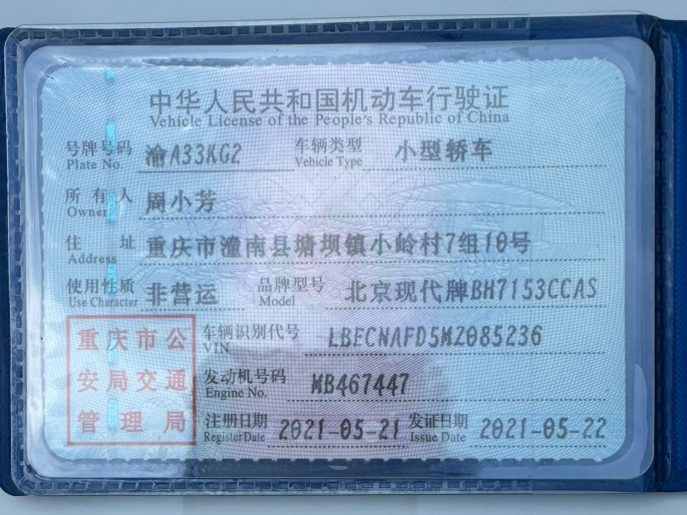 中华人民共和国机动车行驶证
Vehicle License of the People's Republic of China
号牌号码 渝A33KG2 车辆类型 小型轿车
Plate No. Vehicle Type
所有人 周小芳
Owner
住址 重庆市潼南县塘坝镇小岭村7组10号
Address
使用性质 非营运 品牌型号 北京现代牌BH7153CCAS
Use Character Model
重庆市公安局交通管理局
车辆识别代号 LBECNAFD5MZ085236
VIN
发动机号码 MB467447
Engine No.
注册日期 2021-05-21 发证日期 2021-05-22
Register Date Issue Date